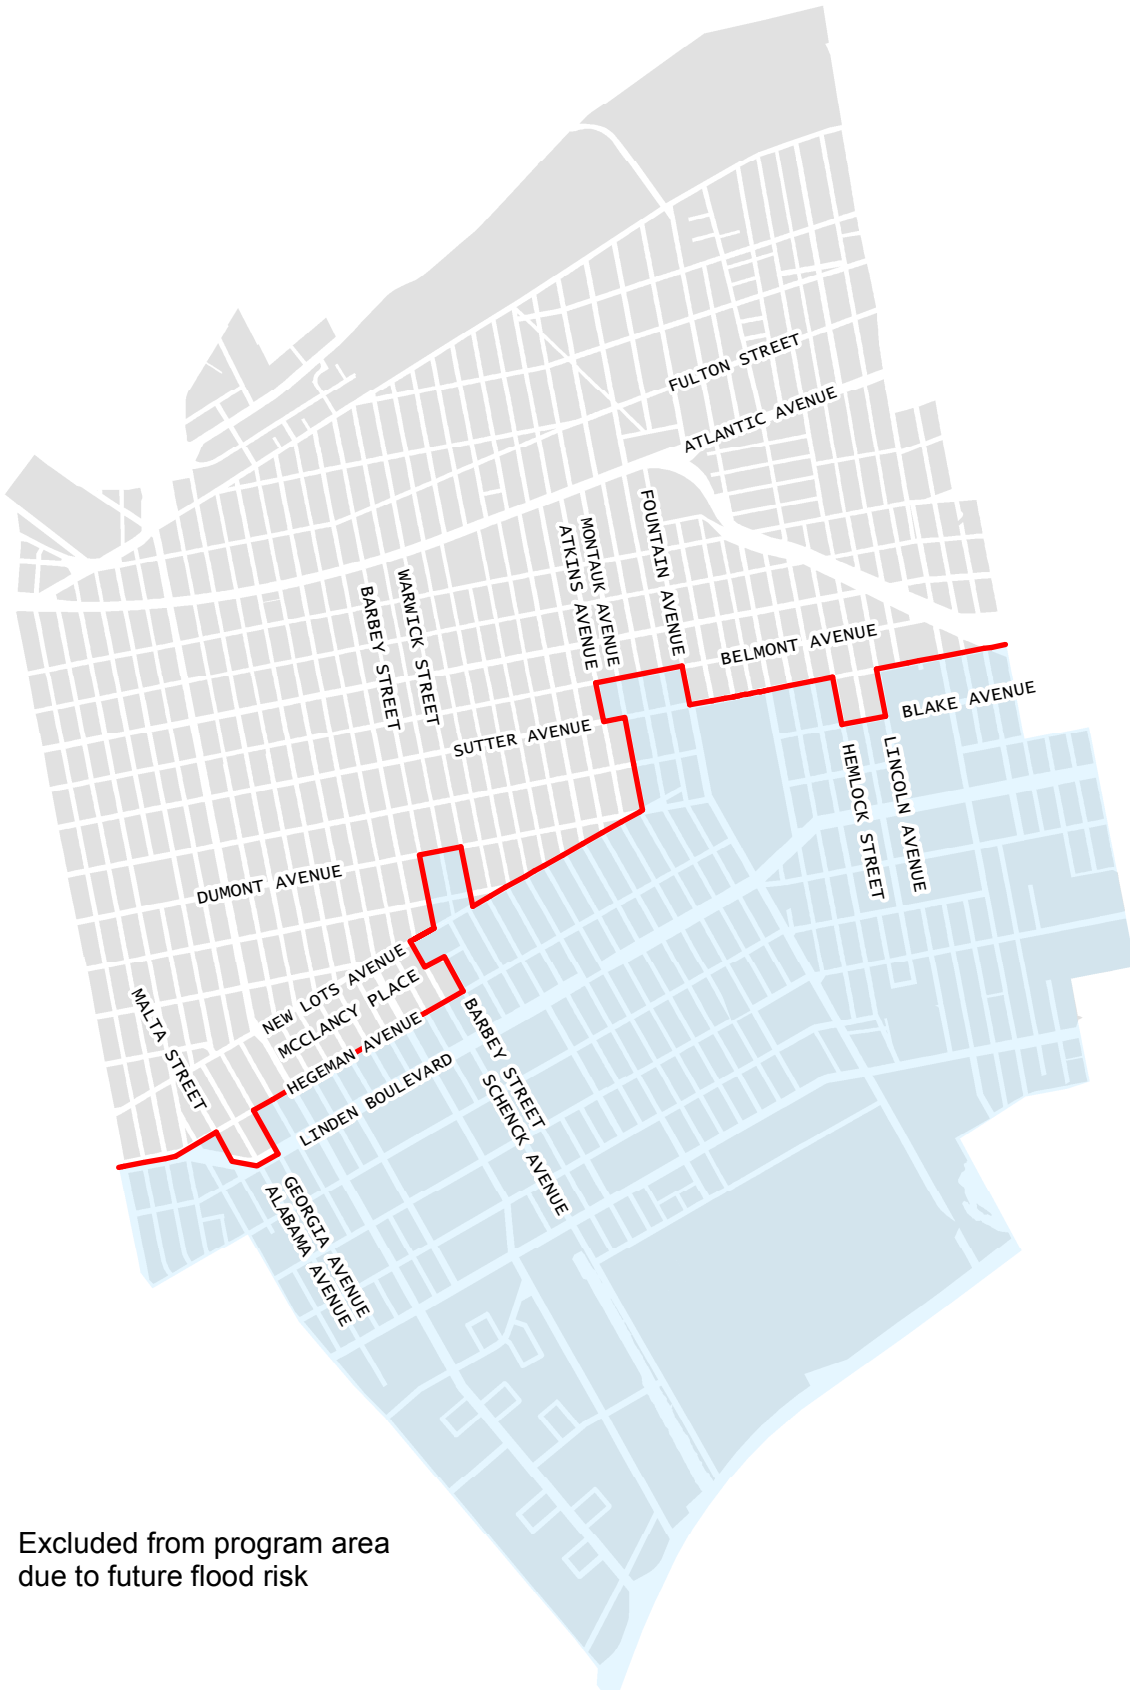 FULTON STREET
ATLANTIC AVENUE
FOUNTAIN AVENUE
MONTAUK AVENUE
ATKINS AVENUE
WARWICK STREET
BARBEY STREET
BELMONT AVENUE
BLAKE AVENUE
SUTTER AVENUE
HEMLOCK STREET
LINCOLN AVENUE
DUMONT AVENUE
NEW LOTS AVENUE
MCCLANCY PLACE
MALTA STREET
HEGEMAN AVENUE
LINDEN BOULEVARD
BARBEY STREET
SCHENCK AVENUE
GEORGIA AVENUE
ALABAMA AVENUE
Excluded from program area
due to future flood risk